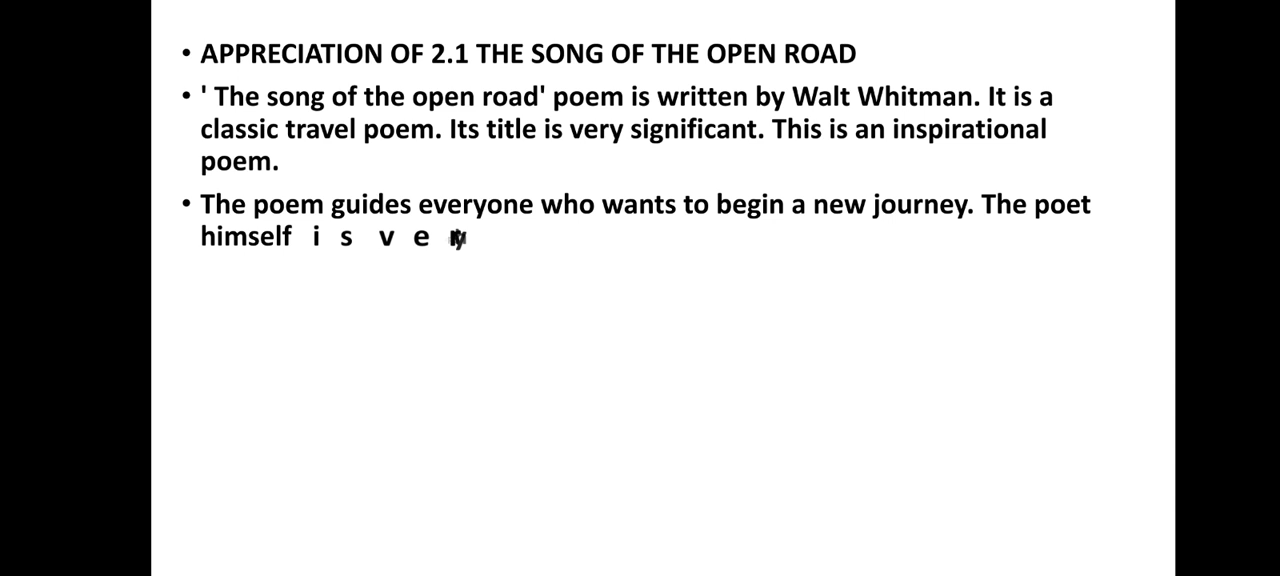 • APPRECIATION OF 2.1 THE SONG OF THE OPEN ROAD
• ' The song of the open road' poem is written by Walt Whitman. It is a
classic travel poem. Its title is very significant. This is an inspirational
poem.
• The poem guides everyone who wants to begin a new journey. The poet
himself i s v e